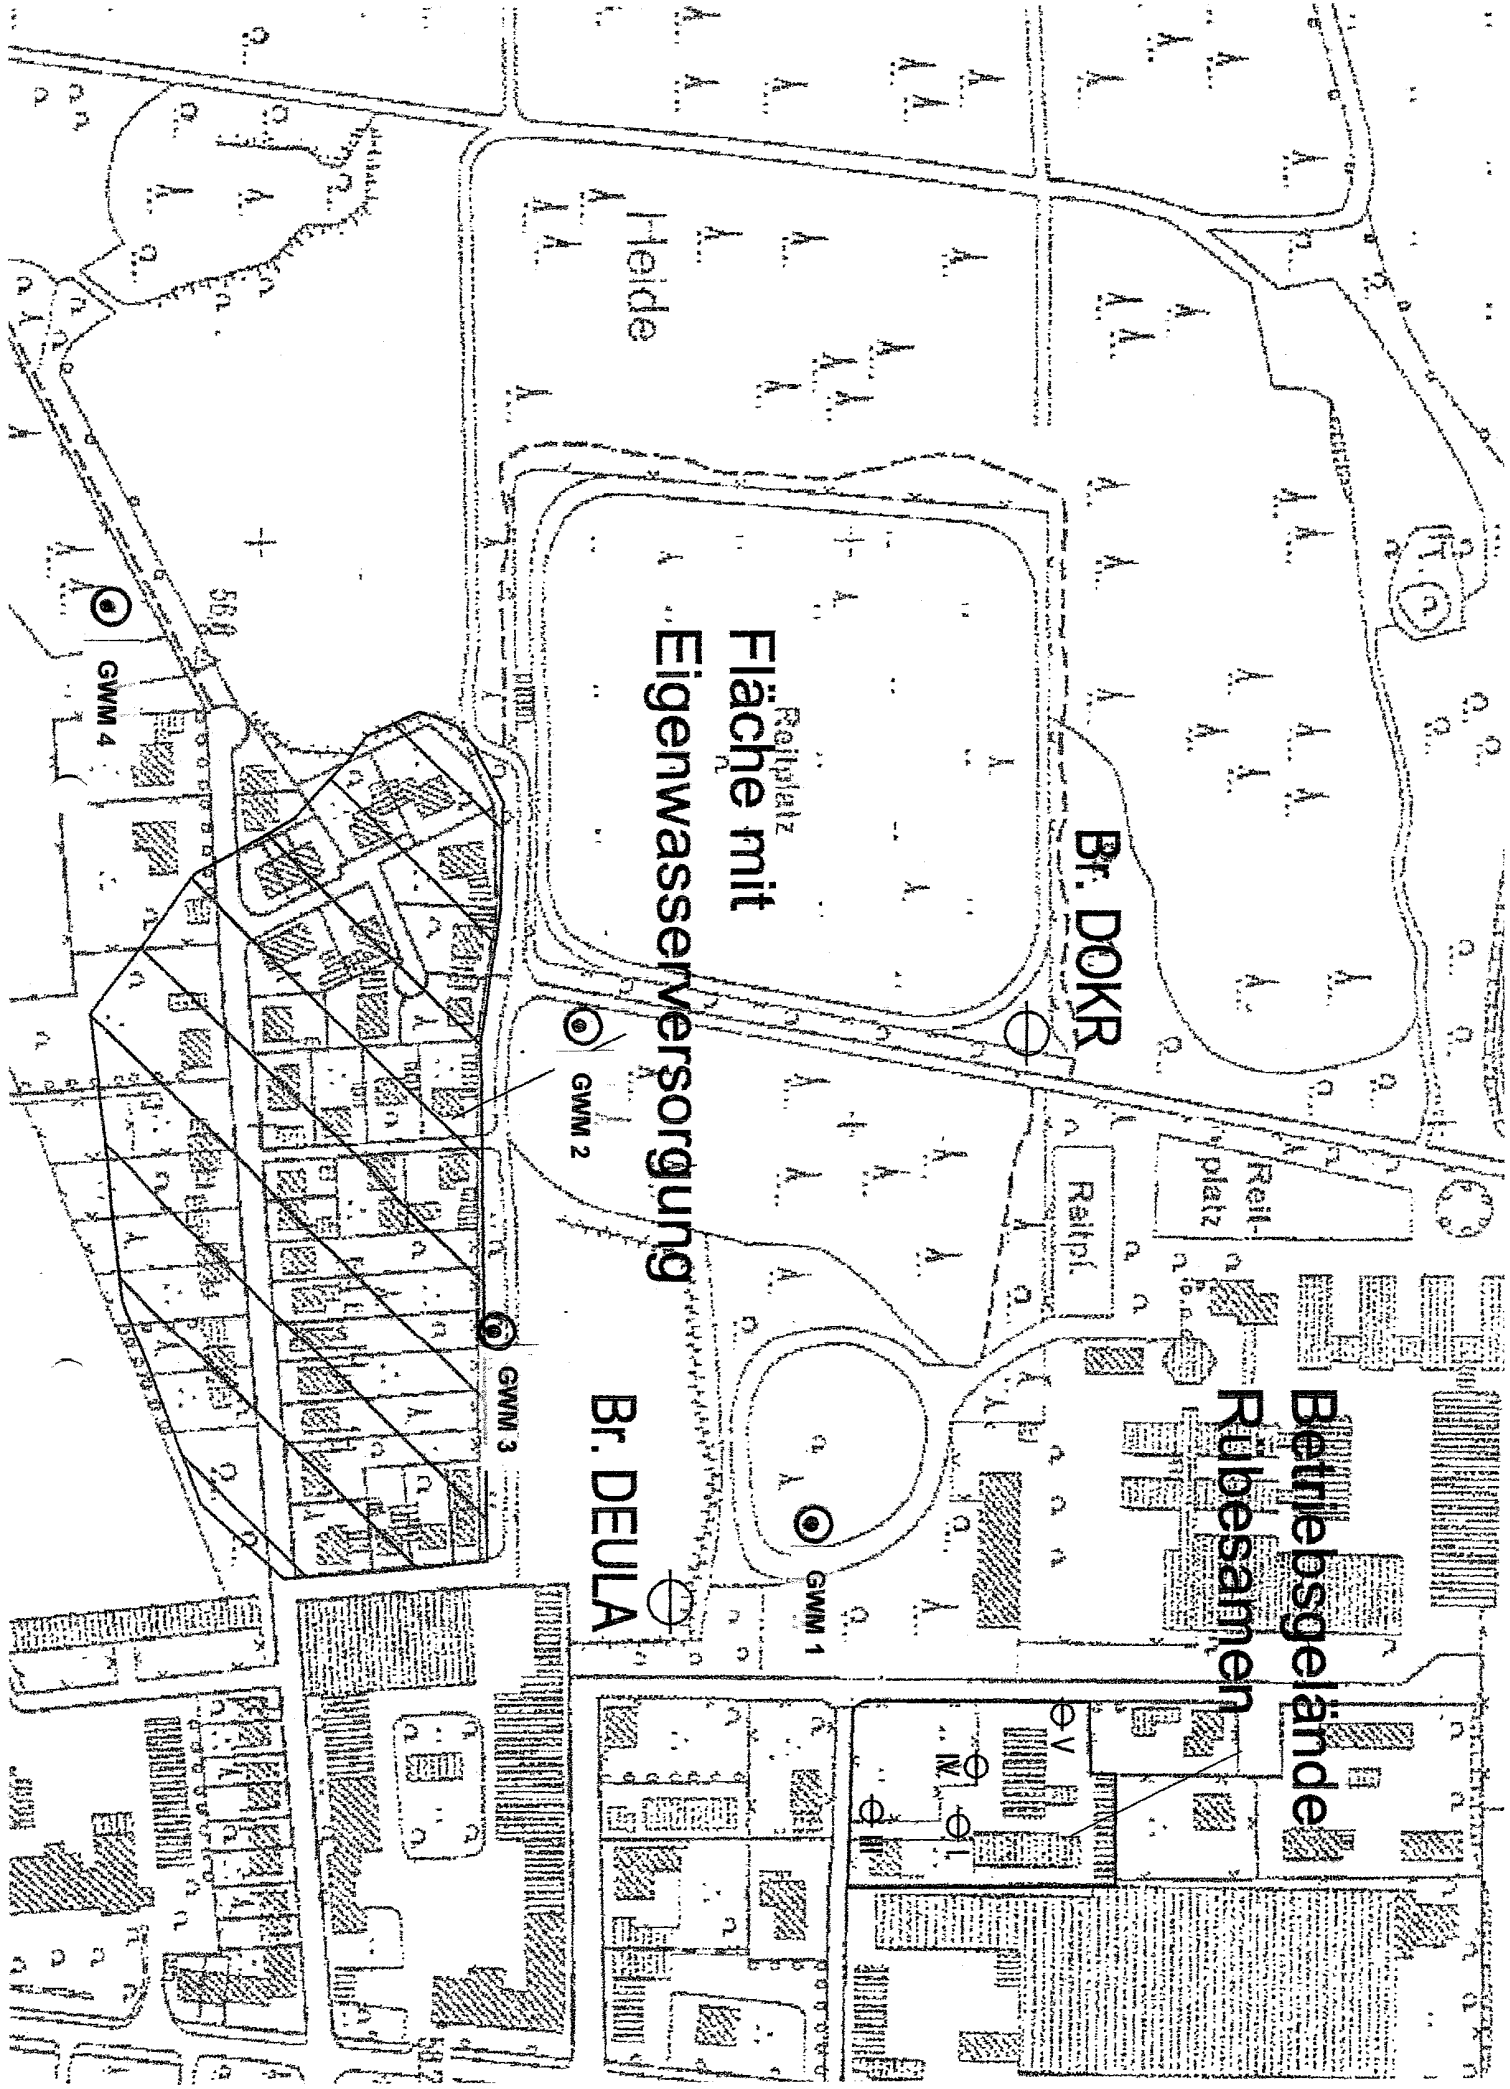 Heide
Br. DOKR
Fläche mit
Eigenwasserversorgung
Reitplatz
Reit-
platz
Reitpl.
Betriebsgelände
Rübesamen
Br. DEULA
GWM 1
GWM 2
GWM 3
GWM 4
V
IV
III
I